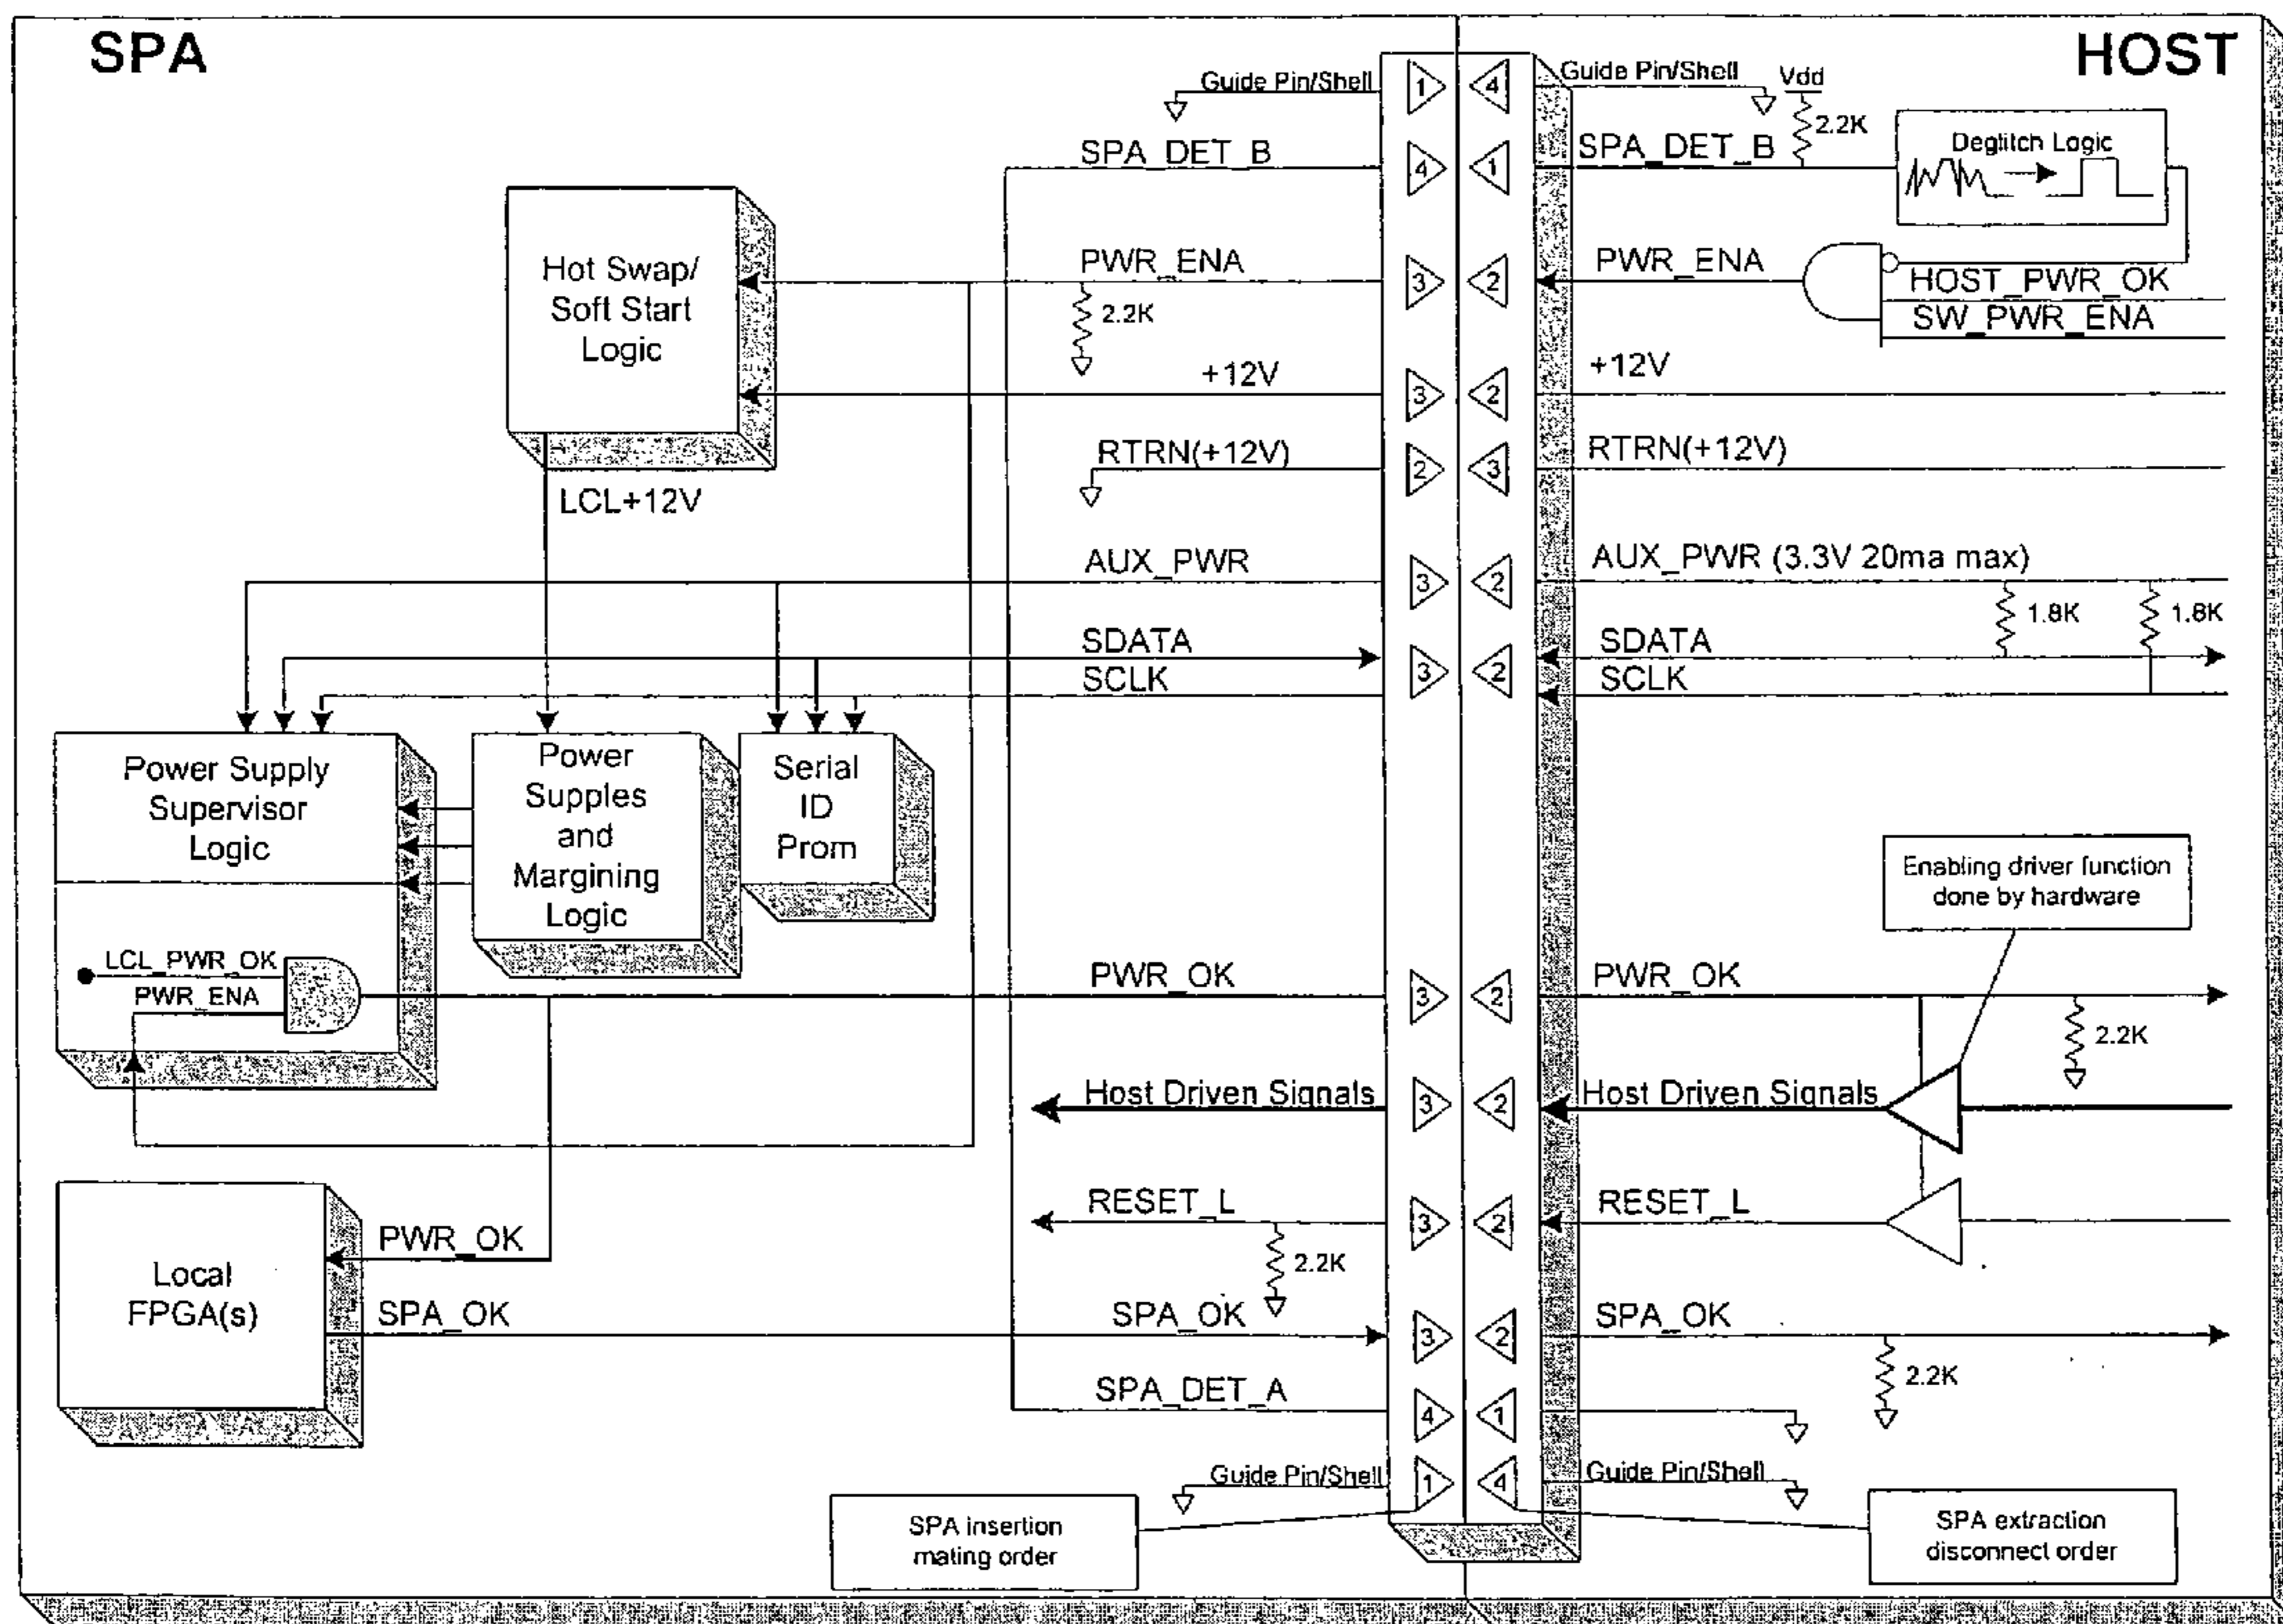 SPA
HOST
Guide Pin/Shell
1
4
Guide Pin/Shell
Vdd
2.2K
SPA_DET_B
4
1
SPA_DET_B
Deglitch Logic
Hot Swap/
Soft Start
Logic
PWR_ENA
2.2K
3
2
PWR_ENA
HOST_PWR_OK
SW_PWR_ENA
+12V
3
2
+12V
RTRN(+12V)
2
3
RTRN(+12V)
LCL+12V
AUX_PWR
3
2
AUX_PWR (3.3V 20ma max)
1.8K
1.8K
SDATA
SCLK
3
2
SDATA
SCLK
Power Supply
Supervisor
Logic
Power
Supples
and
Margining
Logic
Serial
ID
Prom
Enabling driver function
done by hardware
LCL_PWR_OK
PWR_ENA
PWR_OK
3
2
PWR_OK
2.2K
Host Driven Signals
3
2
Host Driven Signals
RESET_L
2.2K
3
2
RESET_L
Local
FPGA(s)
PWR_OK
SPA_OK
SPA_OK
3
2
SPA_OK
2.2K
SPA_DET_A
4
1
Guide Pin/Shell
1
4
Guide Pin/Shell
SPA insertion
mating order
SPA extraction
disconnect order